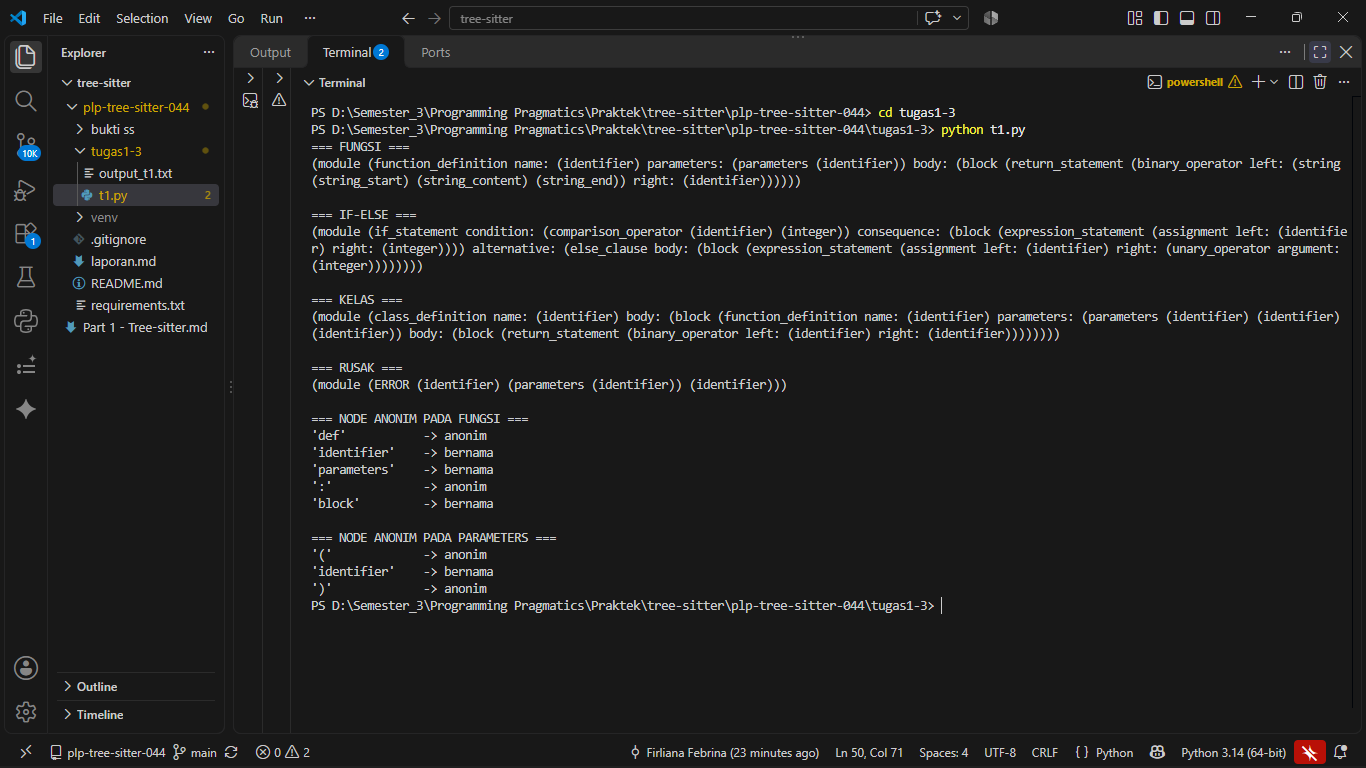 File Edit Selection View Go Run ···
tree-sitter
Explorer ···
tree-sitter
plp-tree-sitter-044
bukti ss
tugas1-3
output_t1.txt
t1.py 2
venv
.gitignore
laporan.md
README.md
requirements.txt
Part 1 - Tree-sitter.md
Outline
Timeline
10K
1
Output Terminal 2 Ports
Terminal
powershell
PS D:\Semester_3\Programming Pragmatics\Praktek\tree-sitter\plp-tree-sitter-044> cd tugas1-3
PS D:\Semester_3\Programming Pragmatics\Praktek\tree-sitter\plp-tree-sitter-044\tugas1-3> python t1.py
=== FUNGSI ===
(module (function_definition name: (identifier) parameters: (parameters (identifier)) body: (block (return_statement (binary_operator left: (string
(string_start) (string_content) (string_end)) right: (identifier))))))
=== IF-ELSE ===
(module (if_statement condition: (comparison_operator (identifier) (integer)) consequence: (block (expression_statement (assignment left: (identifie
r) right: (integer)))) alternative: (else_clause body: (block (expression_statement (assignment left: (identifier) right: (unary_operator argument:
(integer))))))))
=== KELAS ===
(module (class_definition name: (identifier) body: (block (function_definition name: (identifier) parameters: (parameters (identifier) (identifier)
(identifier)) body: (block (return_statement (binary_operator left: (identifier) right: (identifier))))))))
=== RUSAK ===
(module (ERROR (identifier) (parameters (identifier)) (identifier)))
=== NODE ANONIM PADA FUNGSI ===
'def' -> anonim
'identifier' -> bernama
'parameters' -> bernama
':' -> anonim
'block' -> bernama
=== NODE ANONIM PADA PARAMETERS ===
'(' -> anonim
'identifier' -> bernama
')' -> anonim
PS D:\Semester_3\Programming Pragmatics\Praktek\tree-sitter\plp-tree-sitter-044\tugas1-3>
plp-tree-sitter-044 main 0 2 Firliana Febrina (23 minutes ago) Ln 50, Col 71 Spaces: 4 UTF-8 CRLF {} Python Python 3.14 (64-bit)